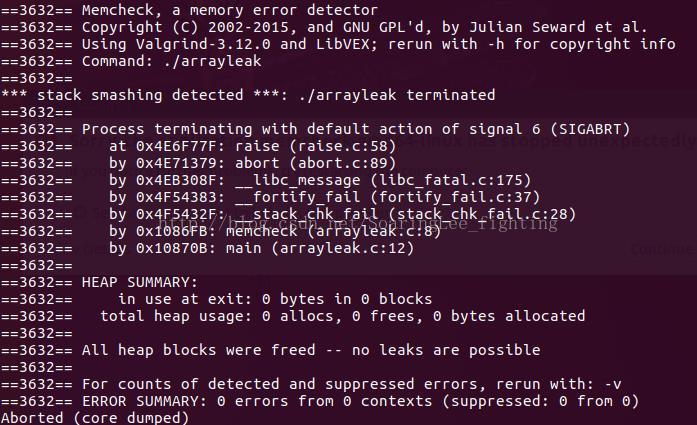 ==3632== Memcheck, a memory error detector
==3632== Copyright (C) 2002-2015, and GNU GPL'd, by Julian Seward et al.
==3632== Using Valgrind-3.12.0 and LibVEX; rerun with -h for copyright info
==3632== Command: ./arrayleak
==3632==
*** stack smashing detected ***: ./arrayleak terminated
==3632==
==3632== Process terminating with default action of signal 6 (SIGABRT)
==3632==    at 0x4E6F77F: raise (raise.c:58)
==3632==    by 0x4E71379: abort (abort.c:89)
==3632==    by 0x4EB308F: __libc_message (libc_fatal.c:175)
==3632==    by 0x4F54383: __fortify_fail (fortify_fail.c:37)
==3632==    by 0x4F5432F: __stack_chk_fail (stack_chk_fail.c:28)
http://blog.csdn.net/SoaringLee_fighting
==3632==    by 0x1086FB: memcheck (arrayleak.c:8)
==3632==    by 0x10870B: main (arrayleak.c:12)
==3632==
==3632== HEAP SUMMARY:
==3632==     in use at exit: 0 bytes in 0 blocks
==3632==   total heap usage: 0 allocs, 0 frees, 0 bytes allocated
==3632==
==3632== All heap blocks were freed -- no leaks are possible
==3632==
==3632== For counts of detected and suppressed errors, rerun with: -v
==3632== ERROR SUMMARY: 0 errors from 0 contexts (suppressed: 0 from 0)
Aborted (core dumped)